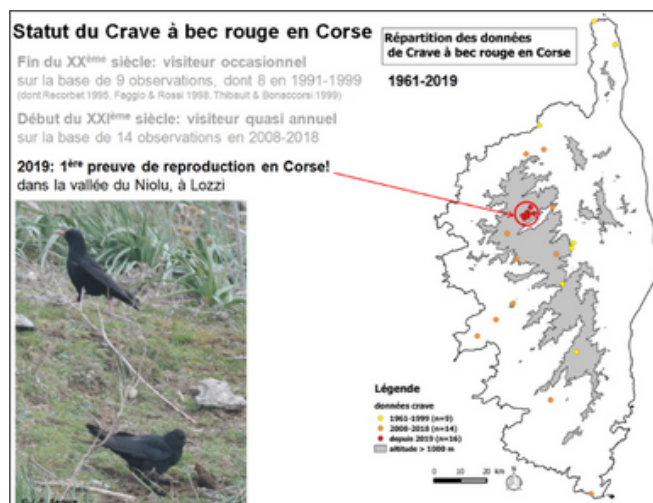 Statut du Crave à bec rouge en Corse
Fin du XXème siècle: visiteur occasionnel
sur la base de 9 observations, dont 8 en 1991-1999
(dont Recorbet 1995, Faggio & Rossi 1998, Thibault & Bonaccorsi 1999)
Début du XXIème siècle: visiteur quasi annuel
sur la base de 14 observations en 2008-2018
2019: 1ère preuve de reproduction en Corse!
dans la vallée du Niolu, à Lozzi
Répartition des données
de Crave à bec rouge en Corse
1961-2019
Légende
données crave
1961-1999 (n=9)
2008-2018 (n=14)
depuis 2019 (n=16)
altitude > 1000 m
0 10 20 km
N